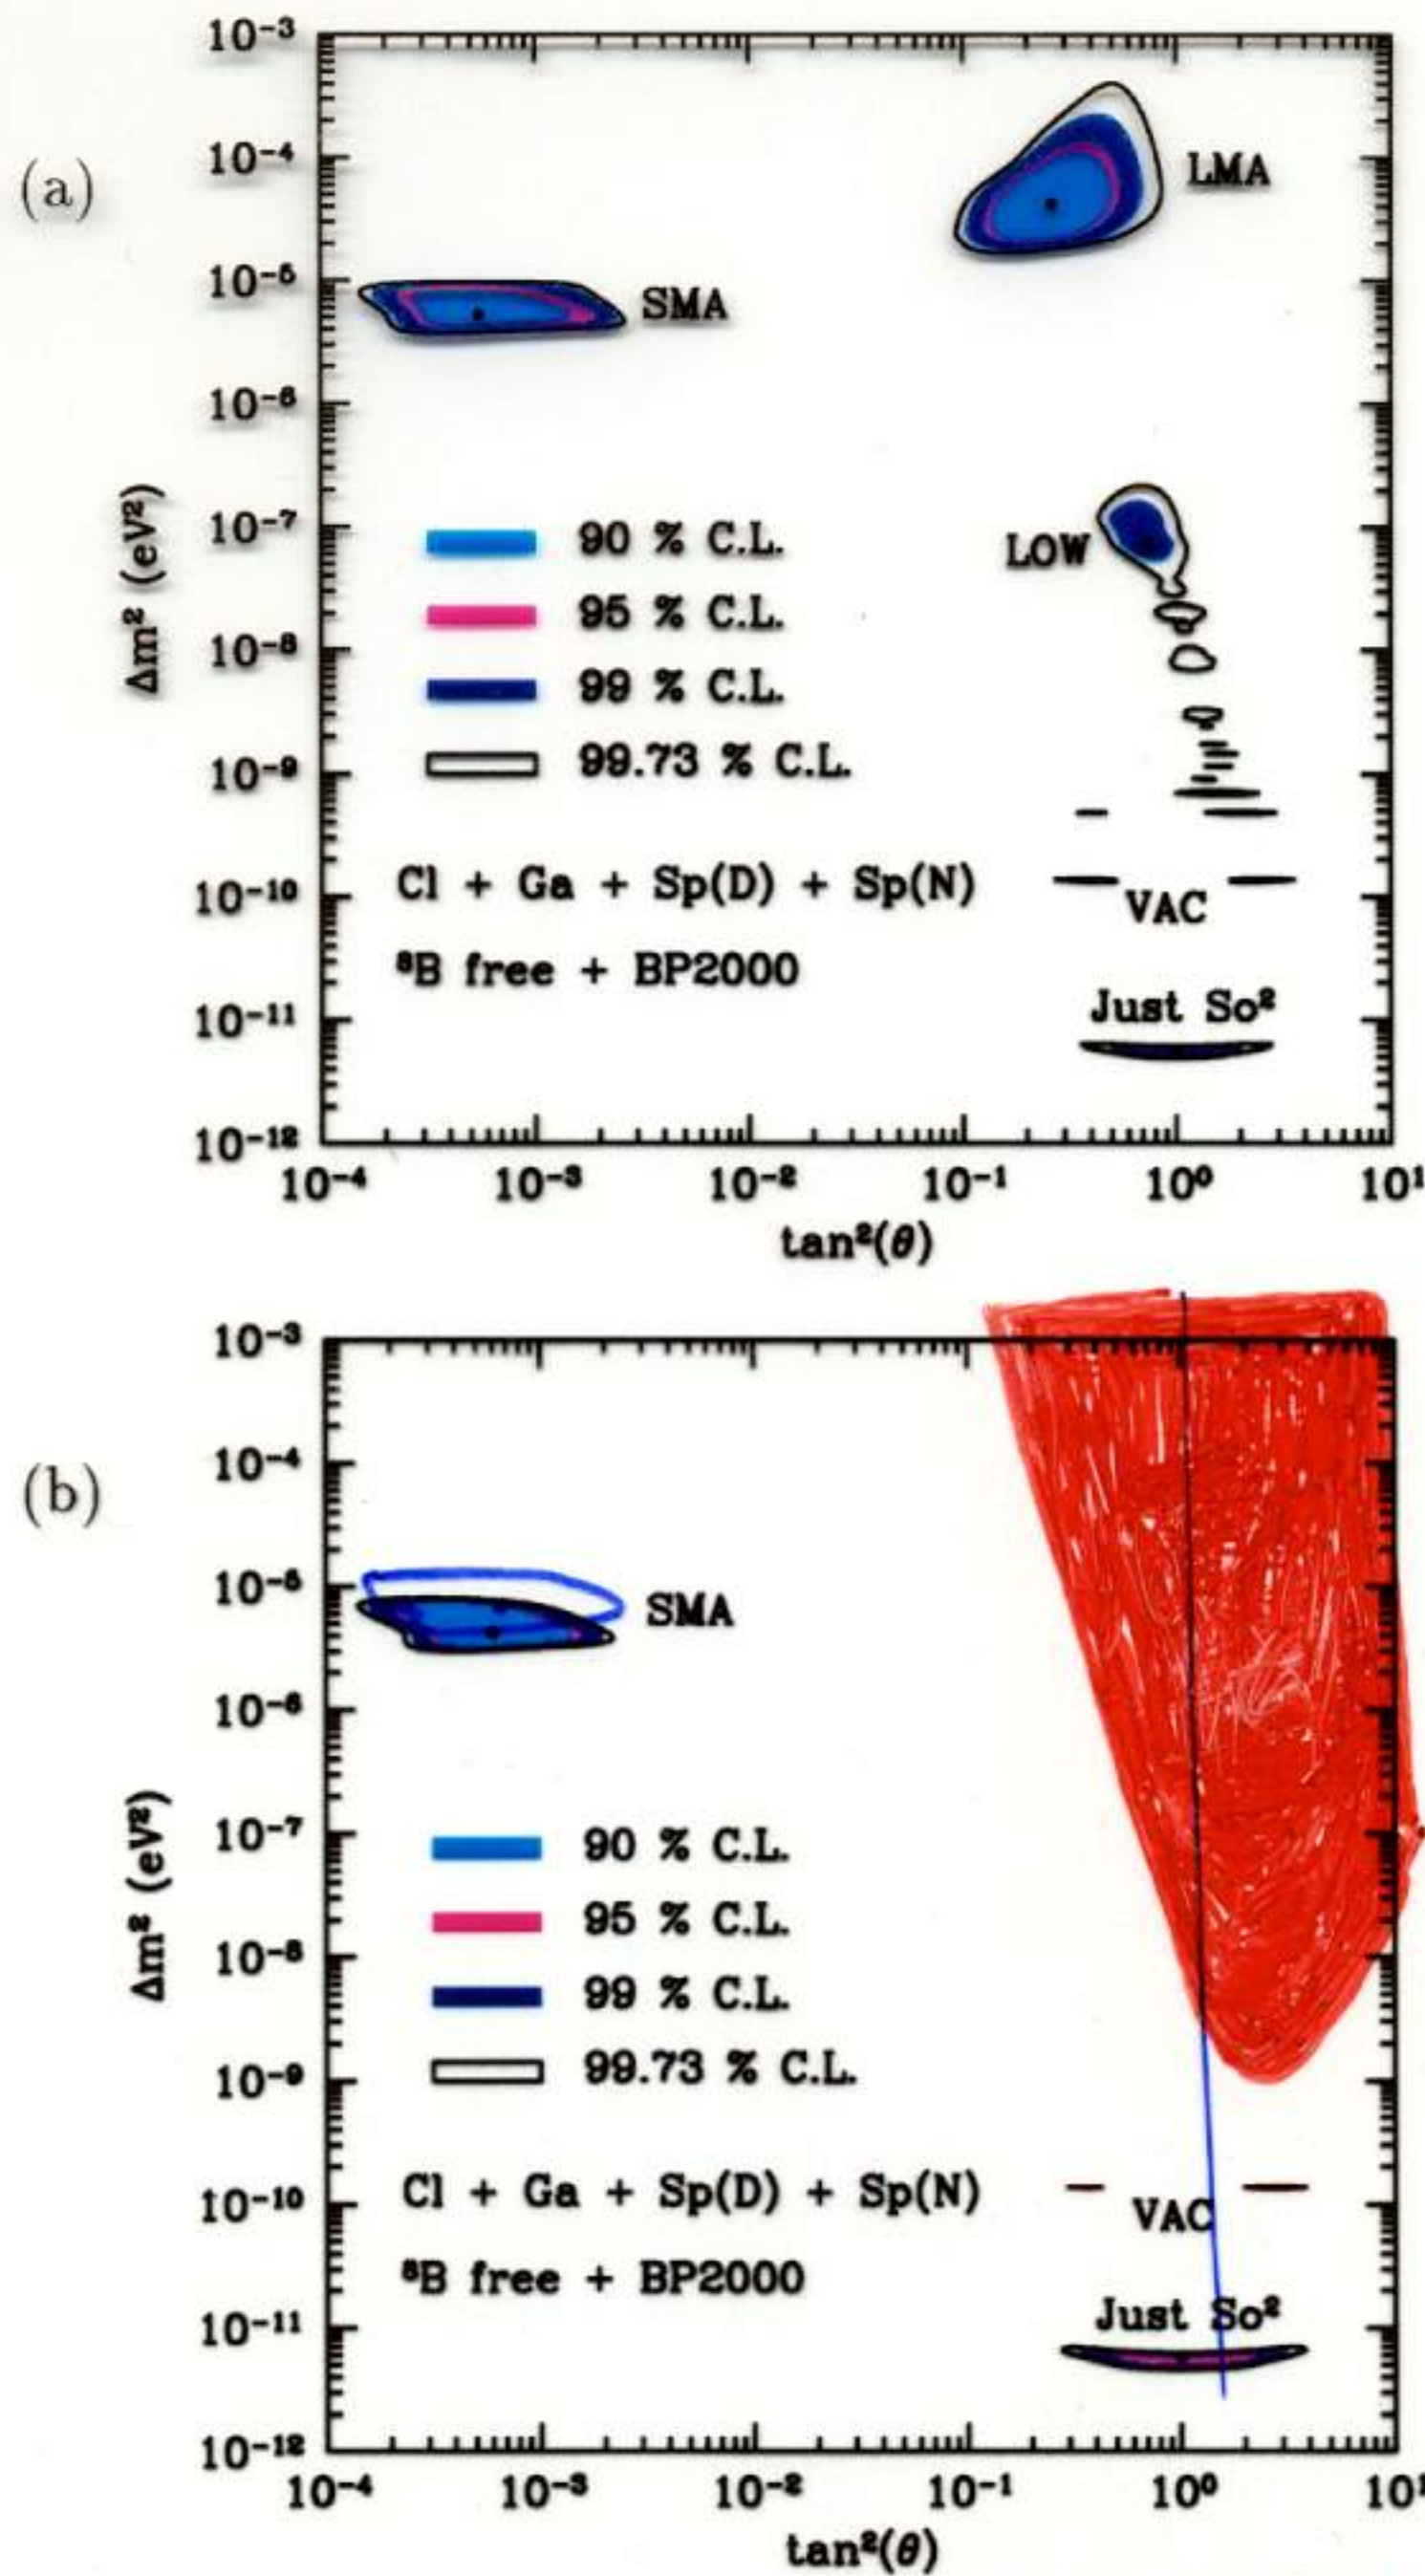 (a)
10⁻³
10⁻⁴
10⁻⁵
10⁻⁶
10⁻⁷
10⁻⁸
10⁻⁹
10⁻¹⁰
10⁻¹¹
10⁻¹²
Δm² (eV²)
LMA
SMA
LOW
90 % C.L.
95 % C.L.
99 % C.L.
99.73 % C.L.
Cl + Ga + Sp(D) + Sp(N)
⁸B free + BP2000
VAC
Just So²
10⁻⁴ 10⁻³ 10⁻² 10⁻¹ 10⁰ 10¹
tan²(θ)
(b)
10⁻³
10⁻⁴
10⁻⁵
10⁻⁶
10⁻⁷
10⁻⁸
10⁻⁹
10⁻¹⁰
10⁻¹¹
10⁻¹²
Δm² (eV²)
SMA
90 % C.L.
95 % C.L.
99 % C.L.
99.73 % C.L.
Cl + Ga + Sp(D) + Sp(N)
⁸B free + BP2000
VAC
Just So²
10⁻⁴ 10⁻³ 10⁻² 10⁻¹ 10⁰ 10¹
tan²(θ)